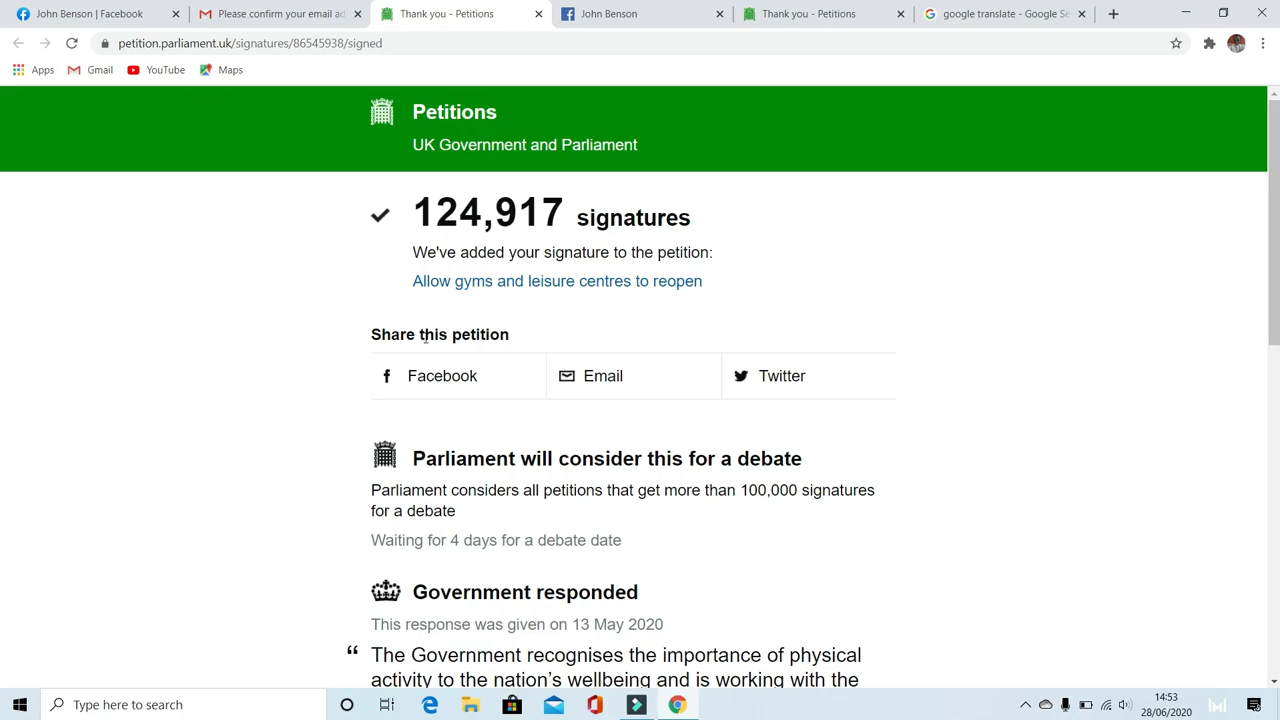 John Benson | Facebook
Please confirm your email ad
Thank you - Petitions
John Benson
Thank you - Petitions
google translate - Google Se
petition.parliament.uk/signatures/86545938/signed
Apps
Gmail
YouTube
Maps
Petitions
UK Government and Parliament
124,917 signatures
We've added your signature to the petition:
Allow gyms and leisure centres to reopen
Share this petition
Facebook
Email
Twitter
Parliament will consider this for a debate
Parliament considers all petitions that get more than 100,000 signatures
for a debate
Waiting for 4 days for a debate date
Government responded
This response was given on 13 May 2020
“ The Government recognises the importance of physical
activity to the nation’s wellbeing and is working with the
Type here to search
14:53
28/06/2020